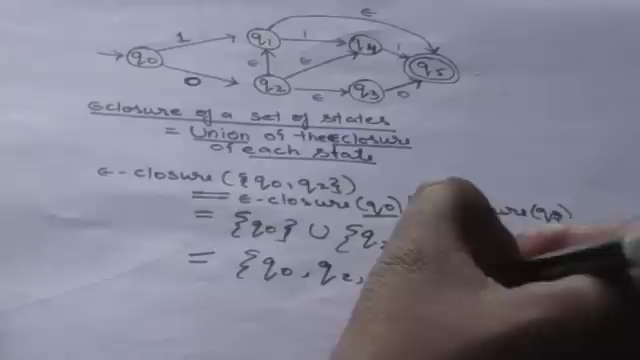 1 q1 ε
q0 1 q4 1 q5
ε ε
0 q2 ε q3 0
εclosure of a set of states
= Union of the εclosure
of each state
ε-closure({q0,q2})
= ε-closure(q0)
= {q0} ∪ {q2
= {q0, q2,